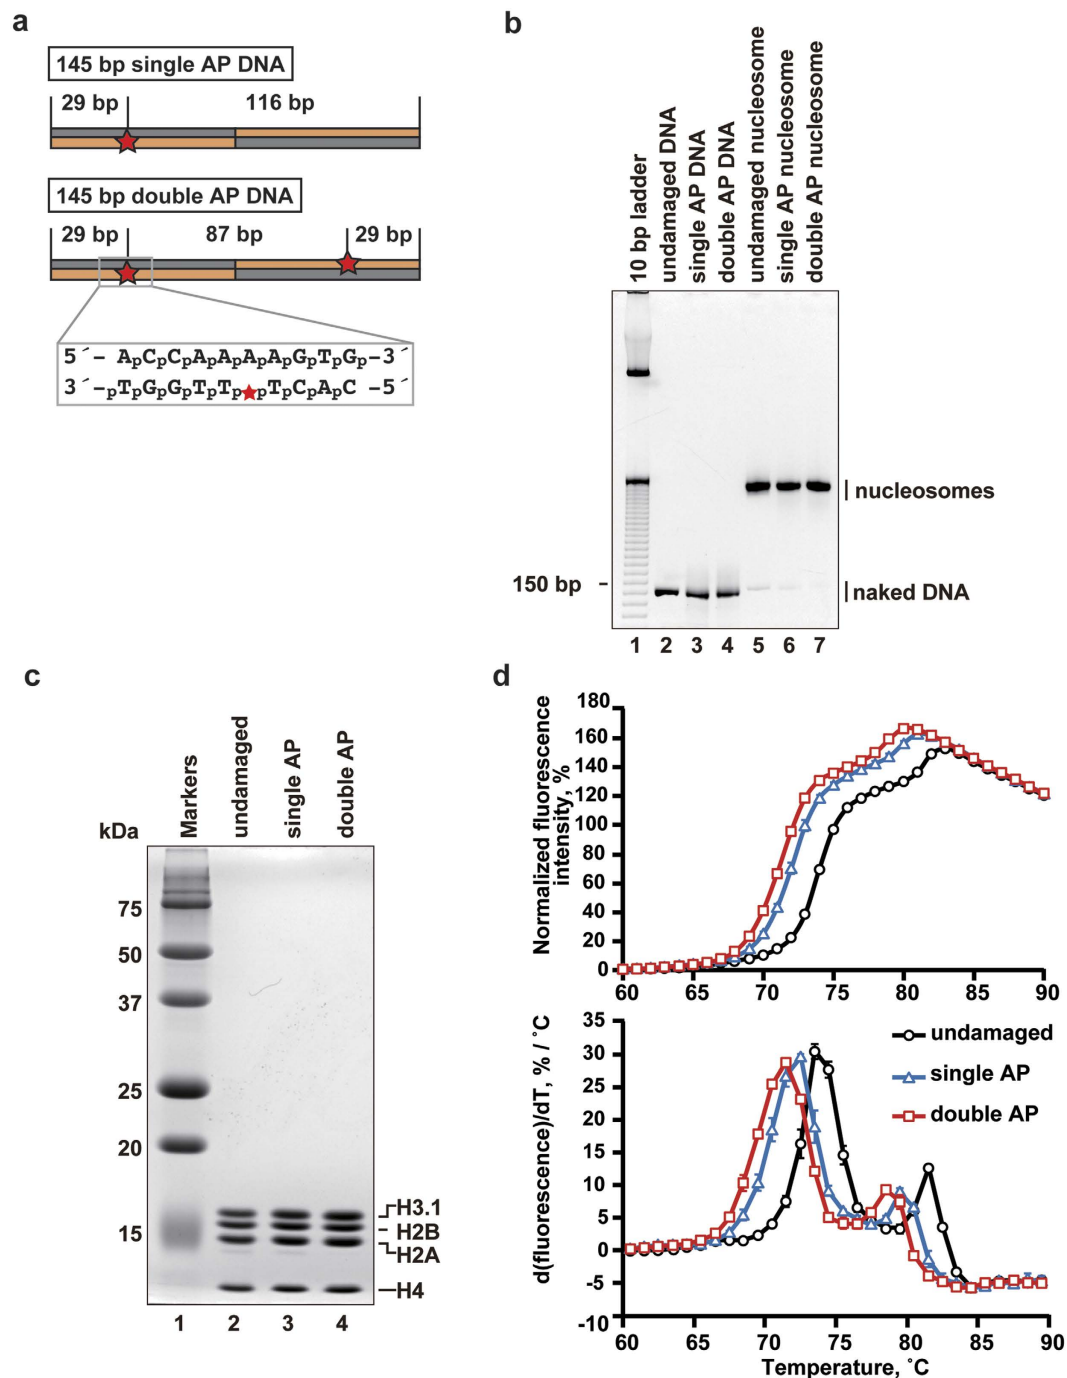 a
145 bp single AP DNA
29 bp 116 bp
145 bp double AP DNA
29 bp 87 bp 29 bp
5´- ApCpCpApApApApGpTpGp-3´
3´-pTpGpGpTpTp★pTpCpApC -5´
b
10 bp ladder
undamaged DNA
single AP DNA
double AP DNA
undamaged nucleosome
single AP nucleosome
double AP nucleosome
nucleosomes
150 bp
naked DNA
1 2 3 4 5 6 7
c
kDa
Markers
undamaged
single AP
double AP
75
50
37
25
20
15
H3.1
H2B
H2A
H4
1 2 3 4
d
Normalized fluorescence
intensity, %
180
160
140
120
100
80
60
40
20
0
60 65 70 75 80 85 90
d(fluorescence)/dT, % / ˚C
35
30
25
20
15
10
5
0
-5
-10
undamaged
single AP
double AP
60 65 70 75 80 85 90
Temperature, ˚C